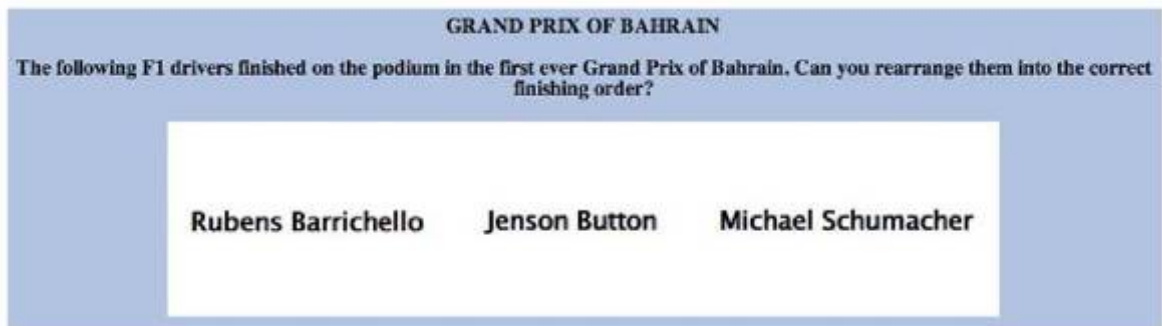 GRAND PRIX OF BAHRAIN
The following F1 drivers finished on the podium in the first ever Grand Prix of Bahrain. Can you rearrange them into the correct
finishing order?
Rubens Barrichello Jenson Button Michael Schumacher